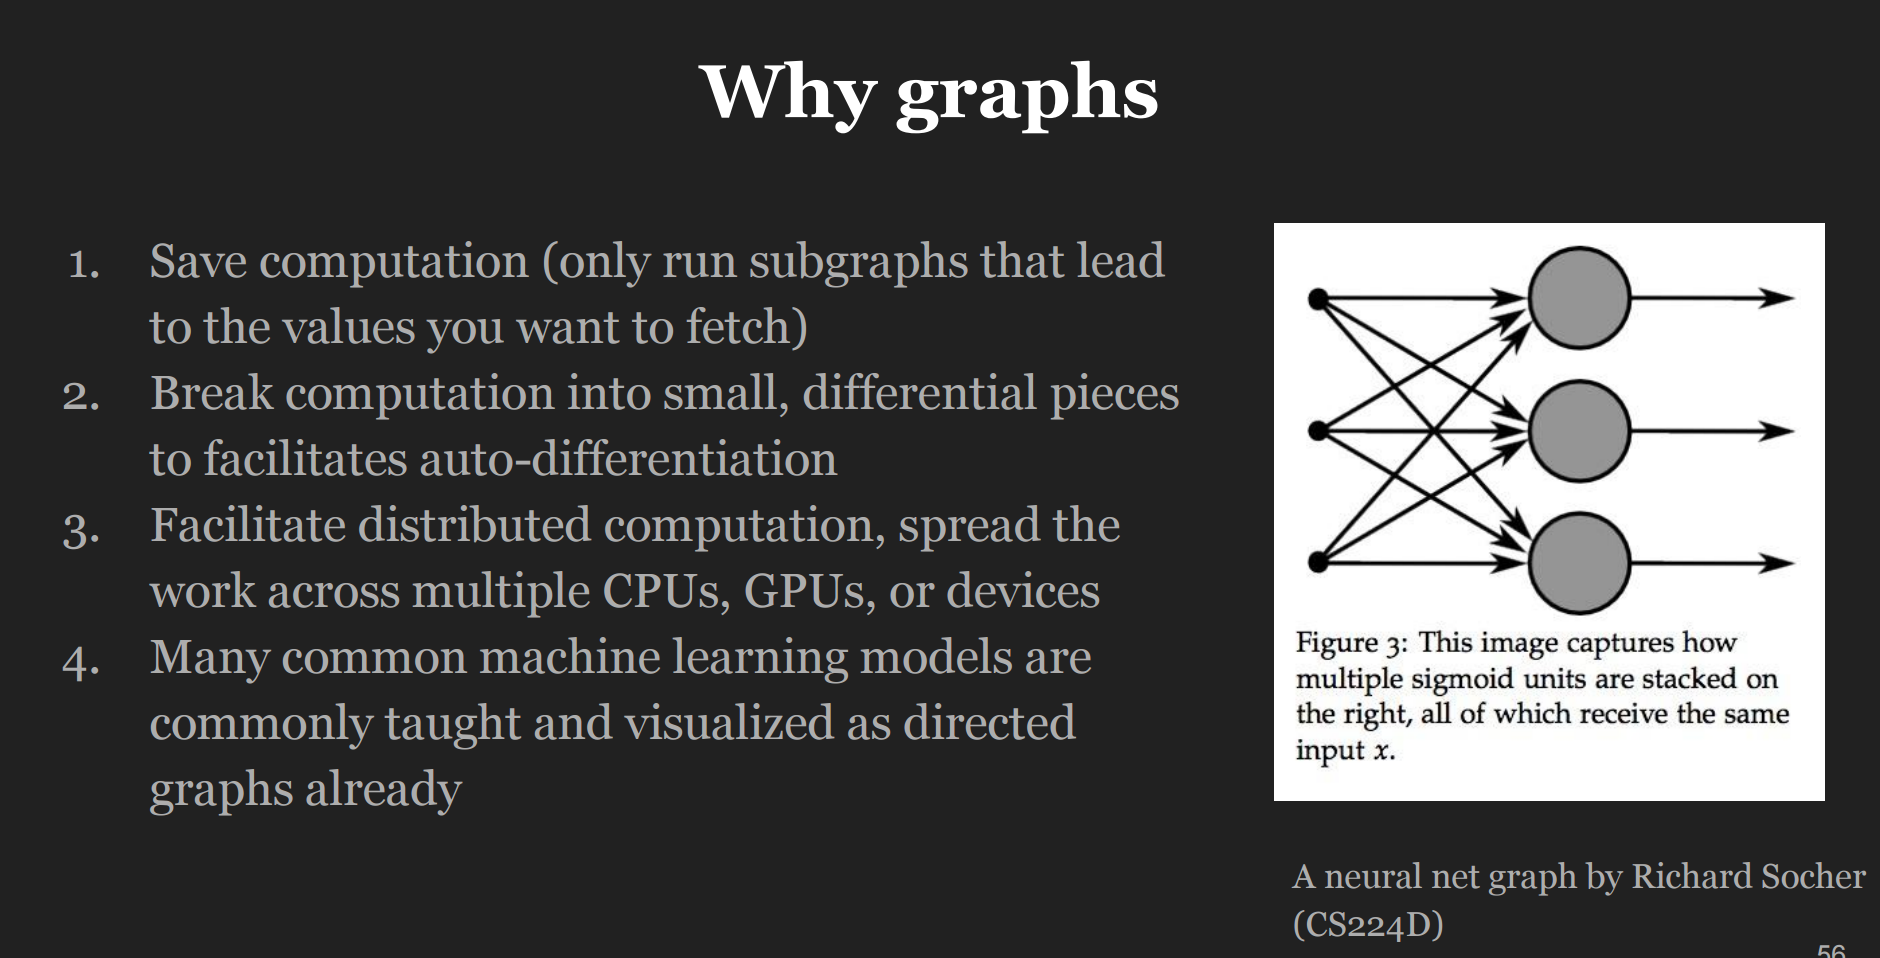 Why graphs
1. Save computation (only run subgraphs that lead
to the values you want to fetch)
2. Break computation into small, differential pieces
to facilitates auto-differentiation
3. Facilitate distributed computation, spread the
work across multiple CPUs, GPUs, or devices
4. Many common machine learning models are
commonly taught and visualized as directed
graphs already
Figure 3: This image captures how
multiple sigmoid units are stacked on
the right, all of which receive the same
input x.
A neural net graph by Richard Socher
(CS224D)
56